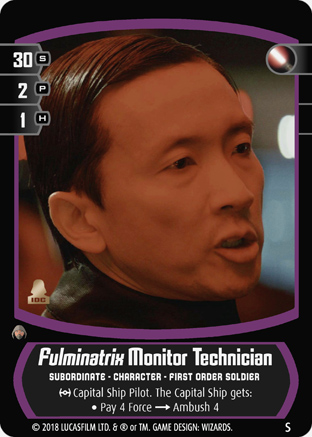 30 S
2 P
1 H
IDC
Fulminatrix Monitor Technician
SUBORDINATE - CHARACTER - FIRST ORDER SOLDIER
Capital Ship Pilot. The Capital Ship gets:
• Pay 4 Force → Ambush 4
© 2018 LUCASFILM LTD. & ® or TM. GAME DESIGN: WIZARDS. S